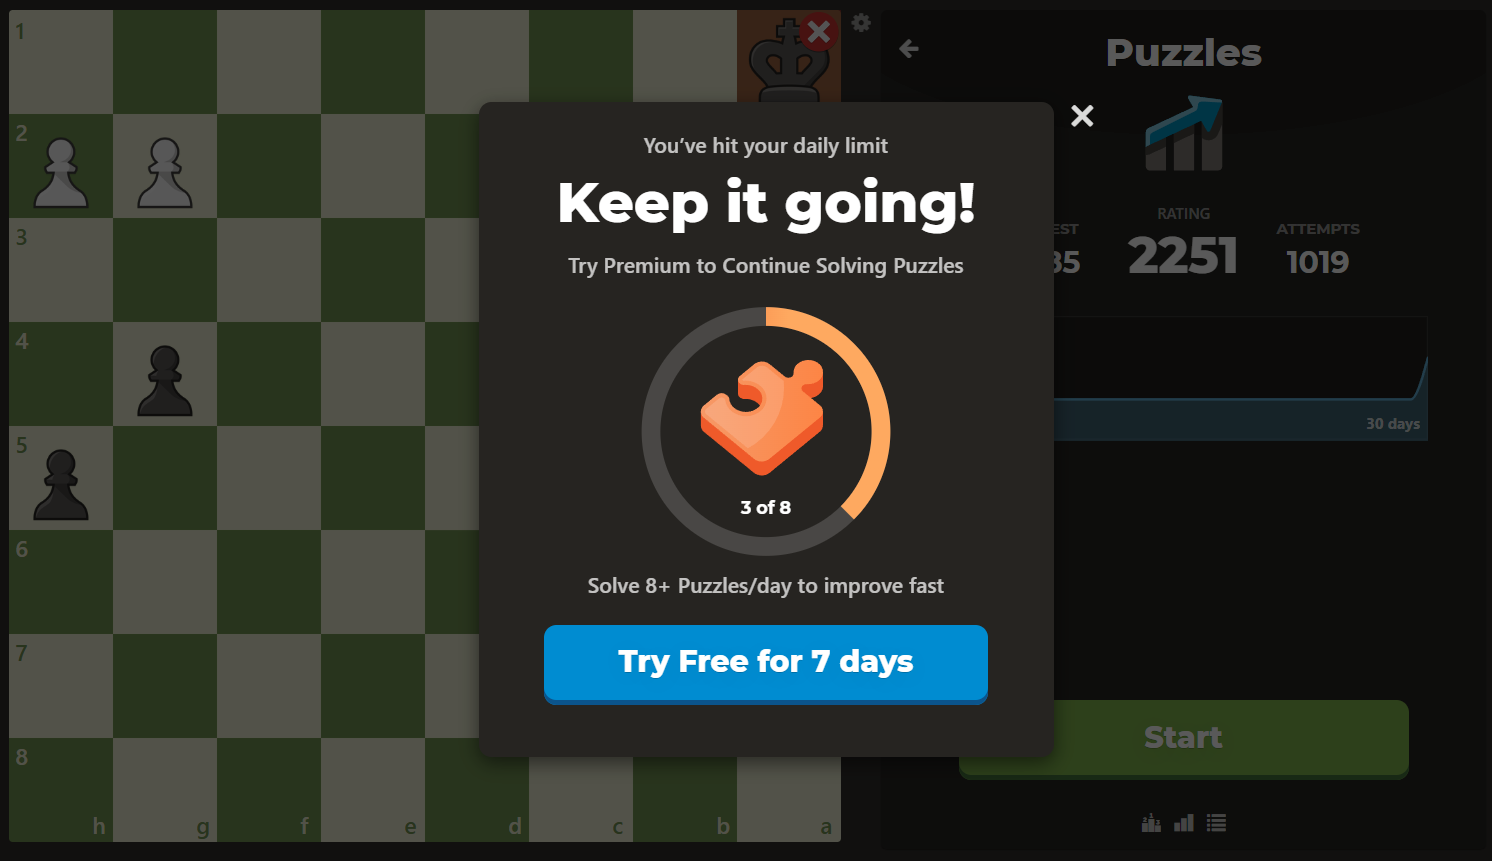 1
2
3
4
5
6
7
8
h
g
f
e
d
c
b
a
You've hit your daily limit
Keep it going!
Try Premium to Continue Solving Puzzles
3 of 8
Solve 8+ Puzzles/day to improve fast
Try Free for 7 days
Puzzles
RATING
2251
ATTEMPTS
1019
30 days
Start